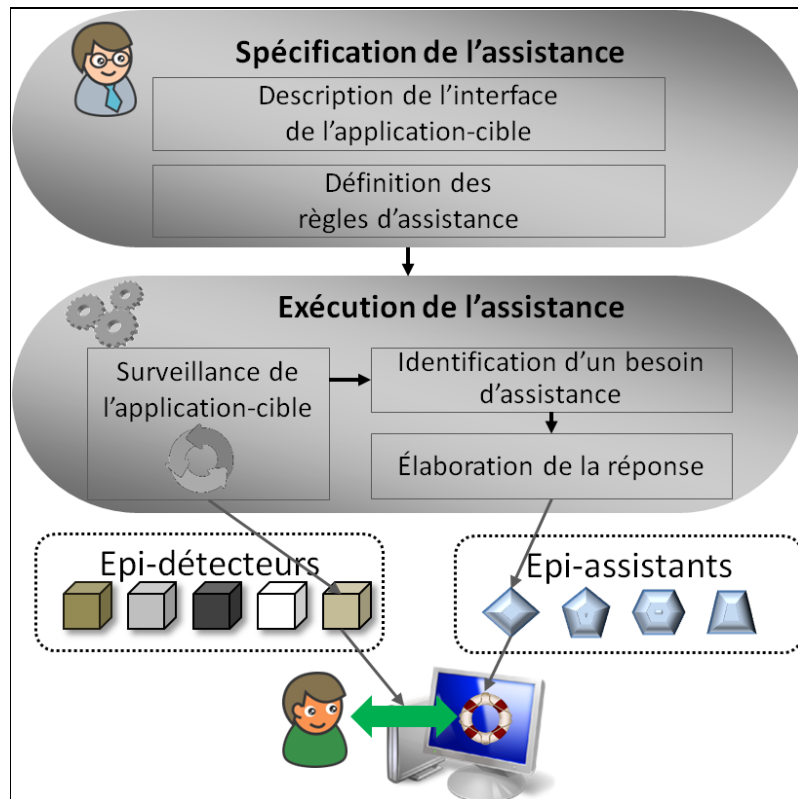 Spécification de l’assistance
Description de l’interface
de l’application-cible
Définition des
règles d’assistance
Exécution de l’assistance
Surveillance de
l’application-cible
Identification d’un besoin
d’assistance
Élaboration de la réponse
Epi-détecteurs
Epi-assistants